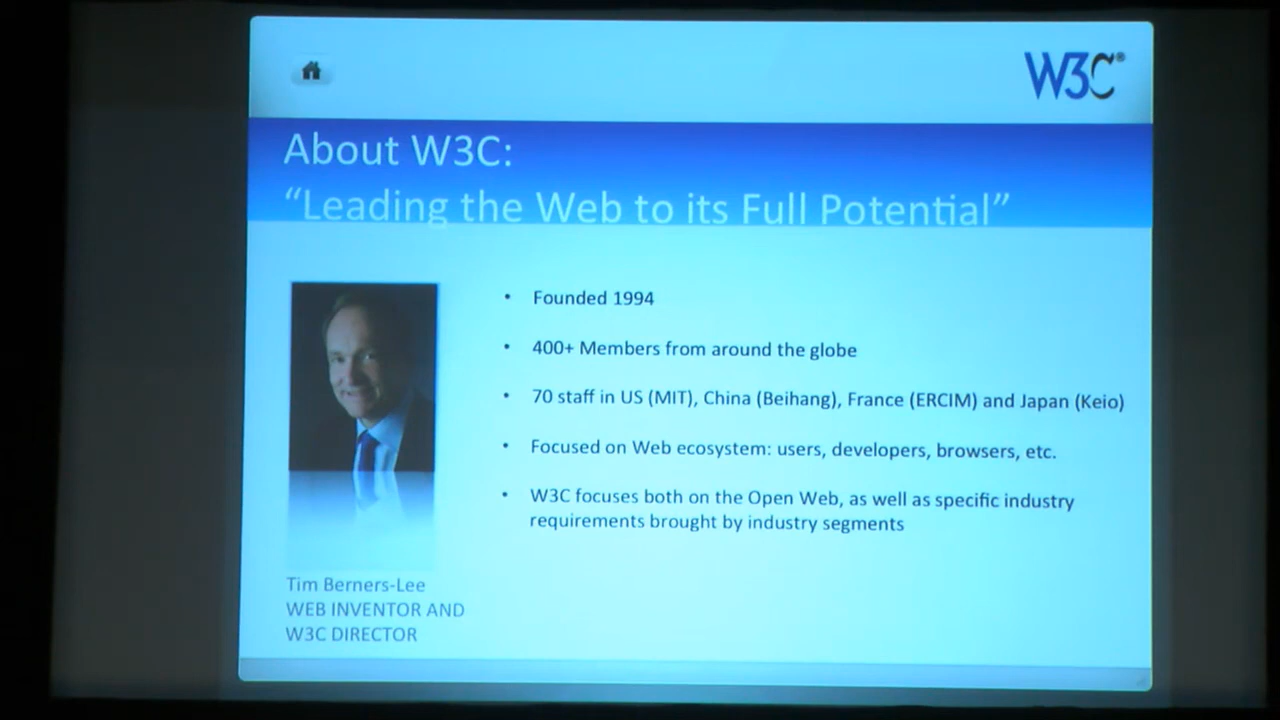 W3C®
About W3C:
“Leading the Web to its Full Potential”
• Founded 1994
• 400+ Members from around the globe
• 70 staff in US (MIT), China (Beihang), France (ERCIM) and Japan (Keio)
• Focused on Web ecosystem: users, developers, browsers, etc.
• W3C focuses both on the Open Web, as well as specific industry
requirements brought by industry segments
Tim Berners-Lee
WEB INVENTOR AND
W3C DIRECTOR